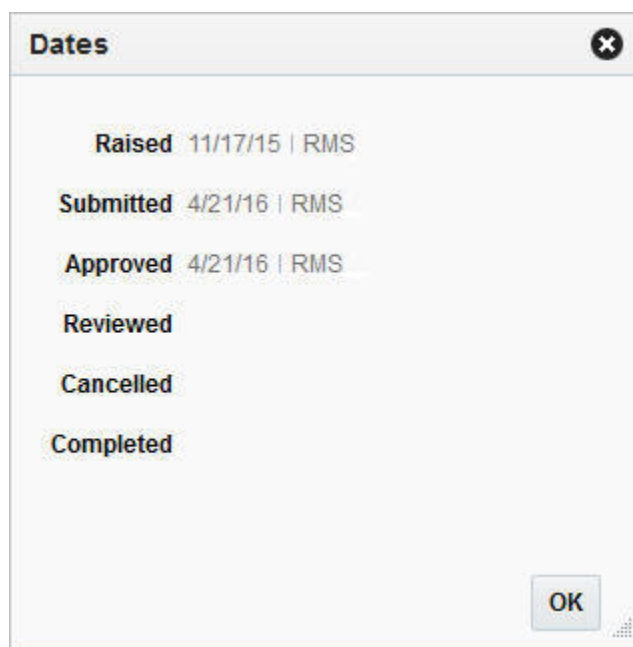 Dates
Raised 11/17/15 | RMS
Submitted 4/21/16 | RMS
Approved 4/21/16 | RMS
Reviewed
Cancelled
Completed
OK